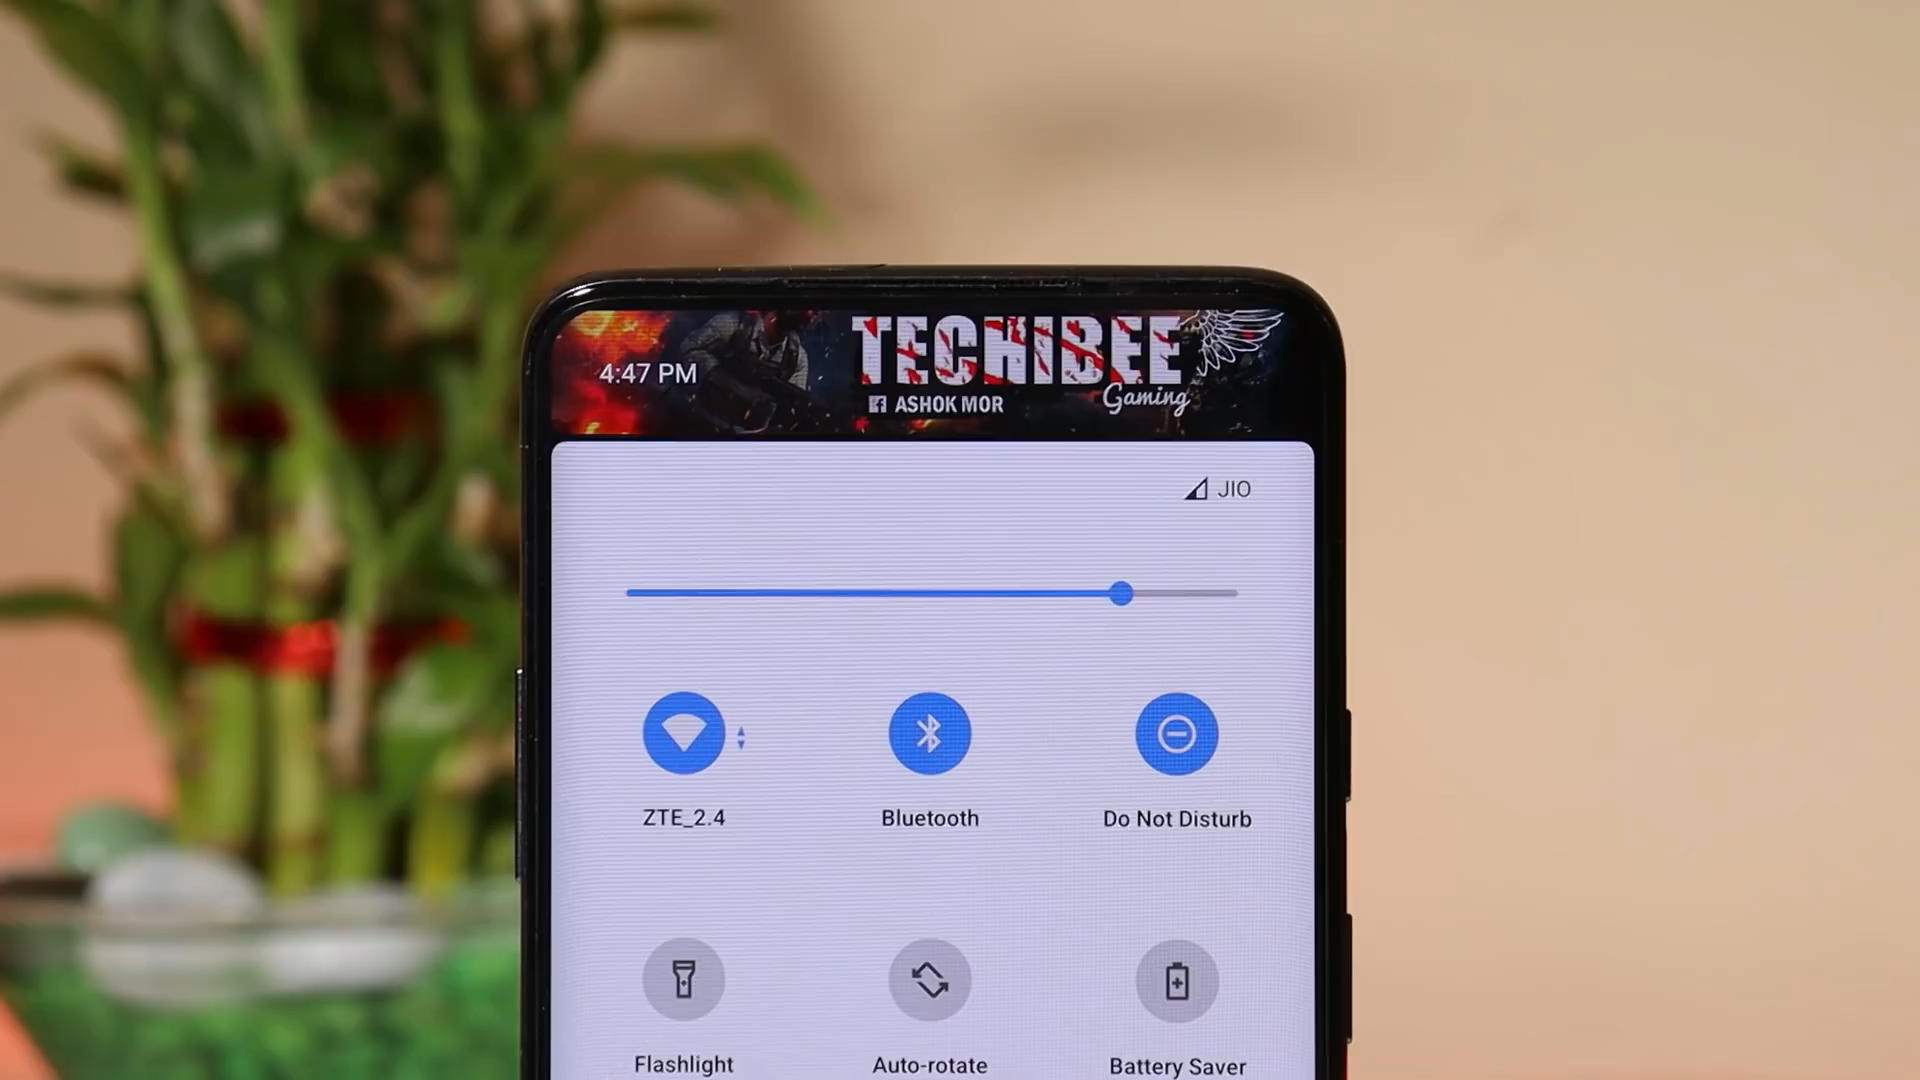 TECHIBEE
4:47 PM
Gaming
ASHOK MOR
JIO
ZTE_2.4
Bluetooth
Do Not Disturb
Flashlight
Auto-rotate
Battery Saver